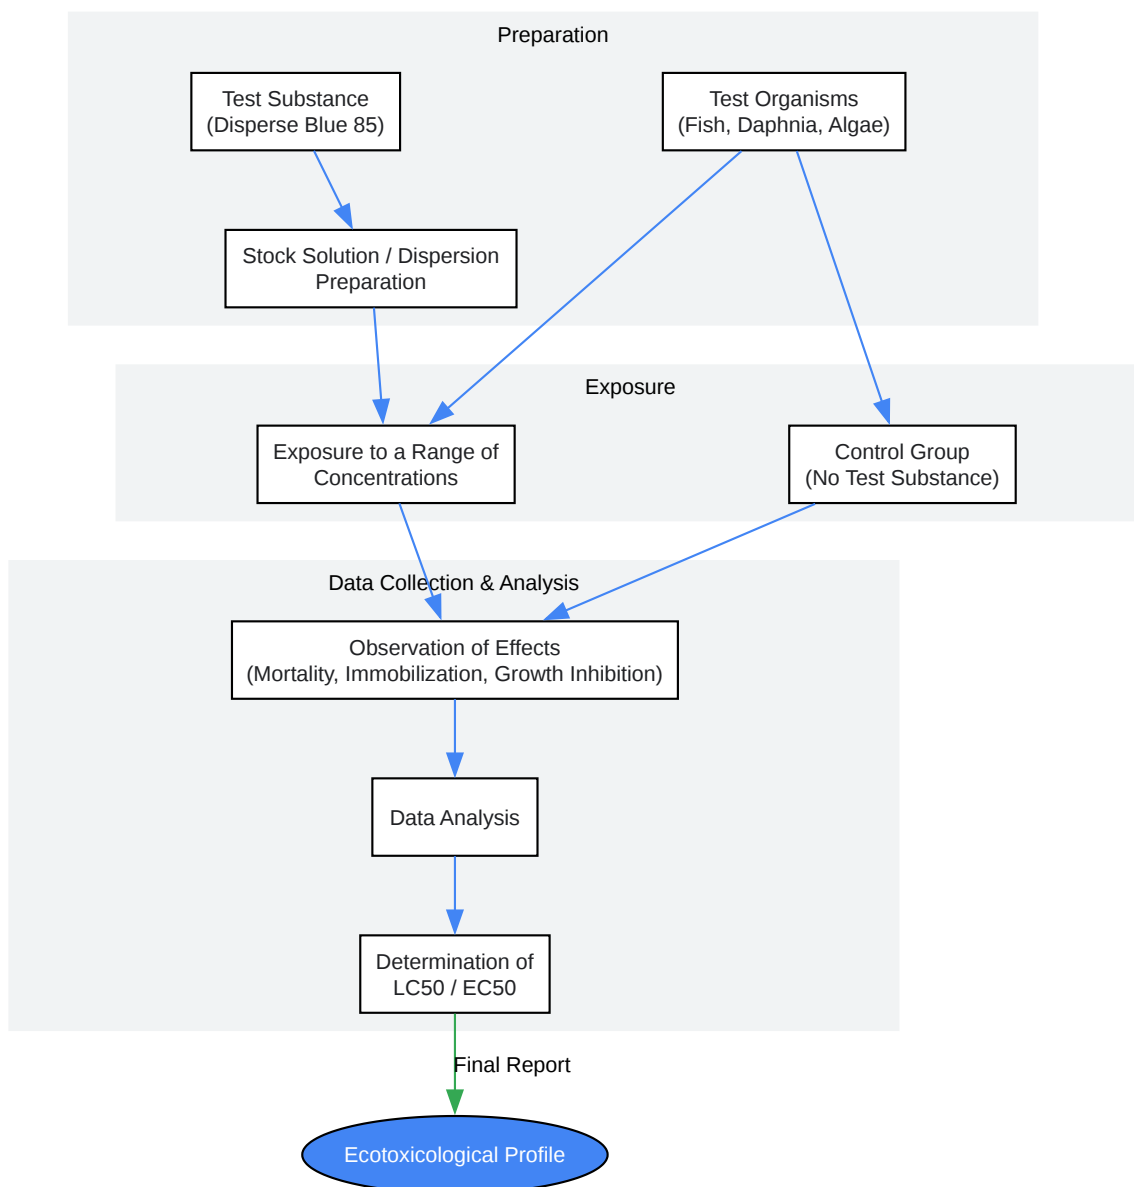 Preparation
Test Substance
(Disperse Blue 85)
Test Organisms
(Fish, Daphnia, Algae)
Stock Solution / Dispersion
Preparation
Exposure
Exposure to a Range of
Concentrations
Control Group
(No Test Substance)
Data Collection & Analysis
Observation of Effects
(Mortality, Immobilization, Growth Inhibition)
Data Analysis
Determination of
LC50 / EC50
Final Report
Ecotoxicological Profile